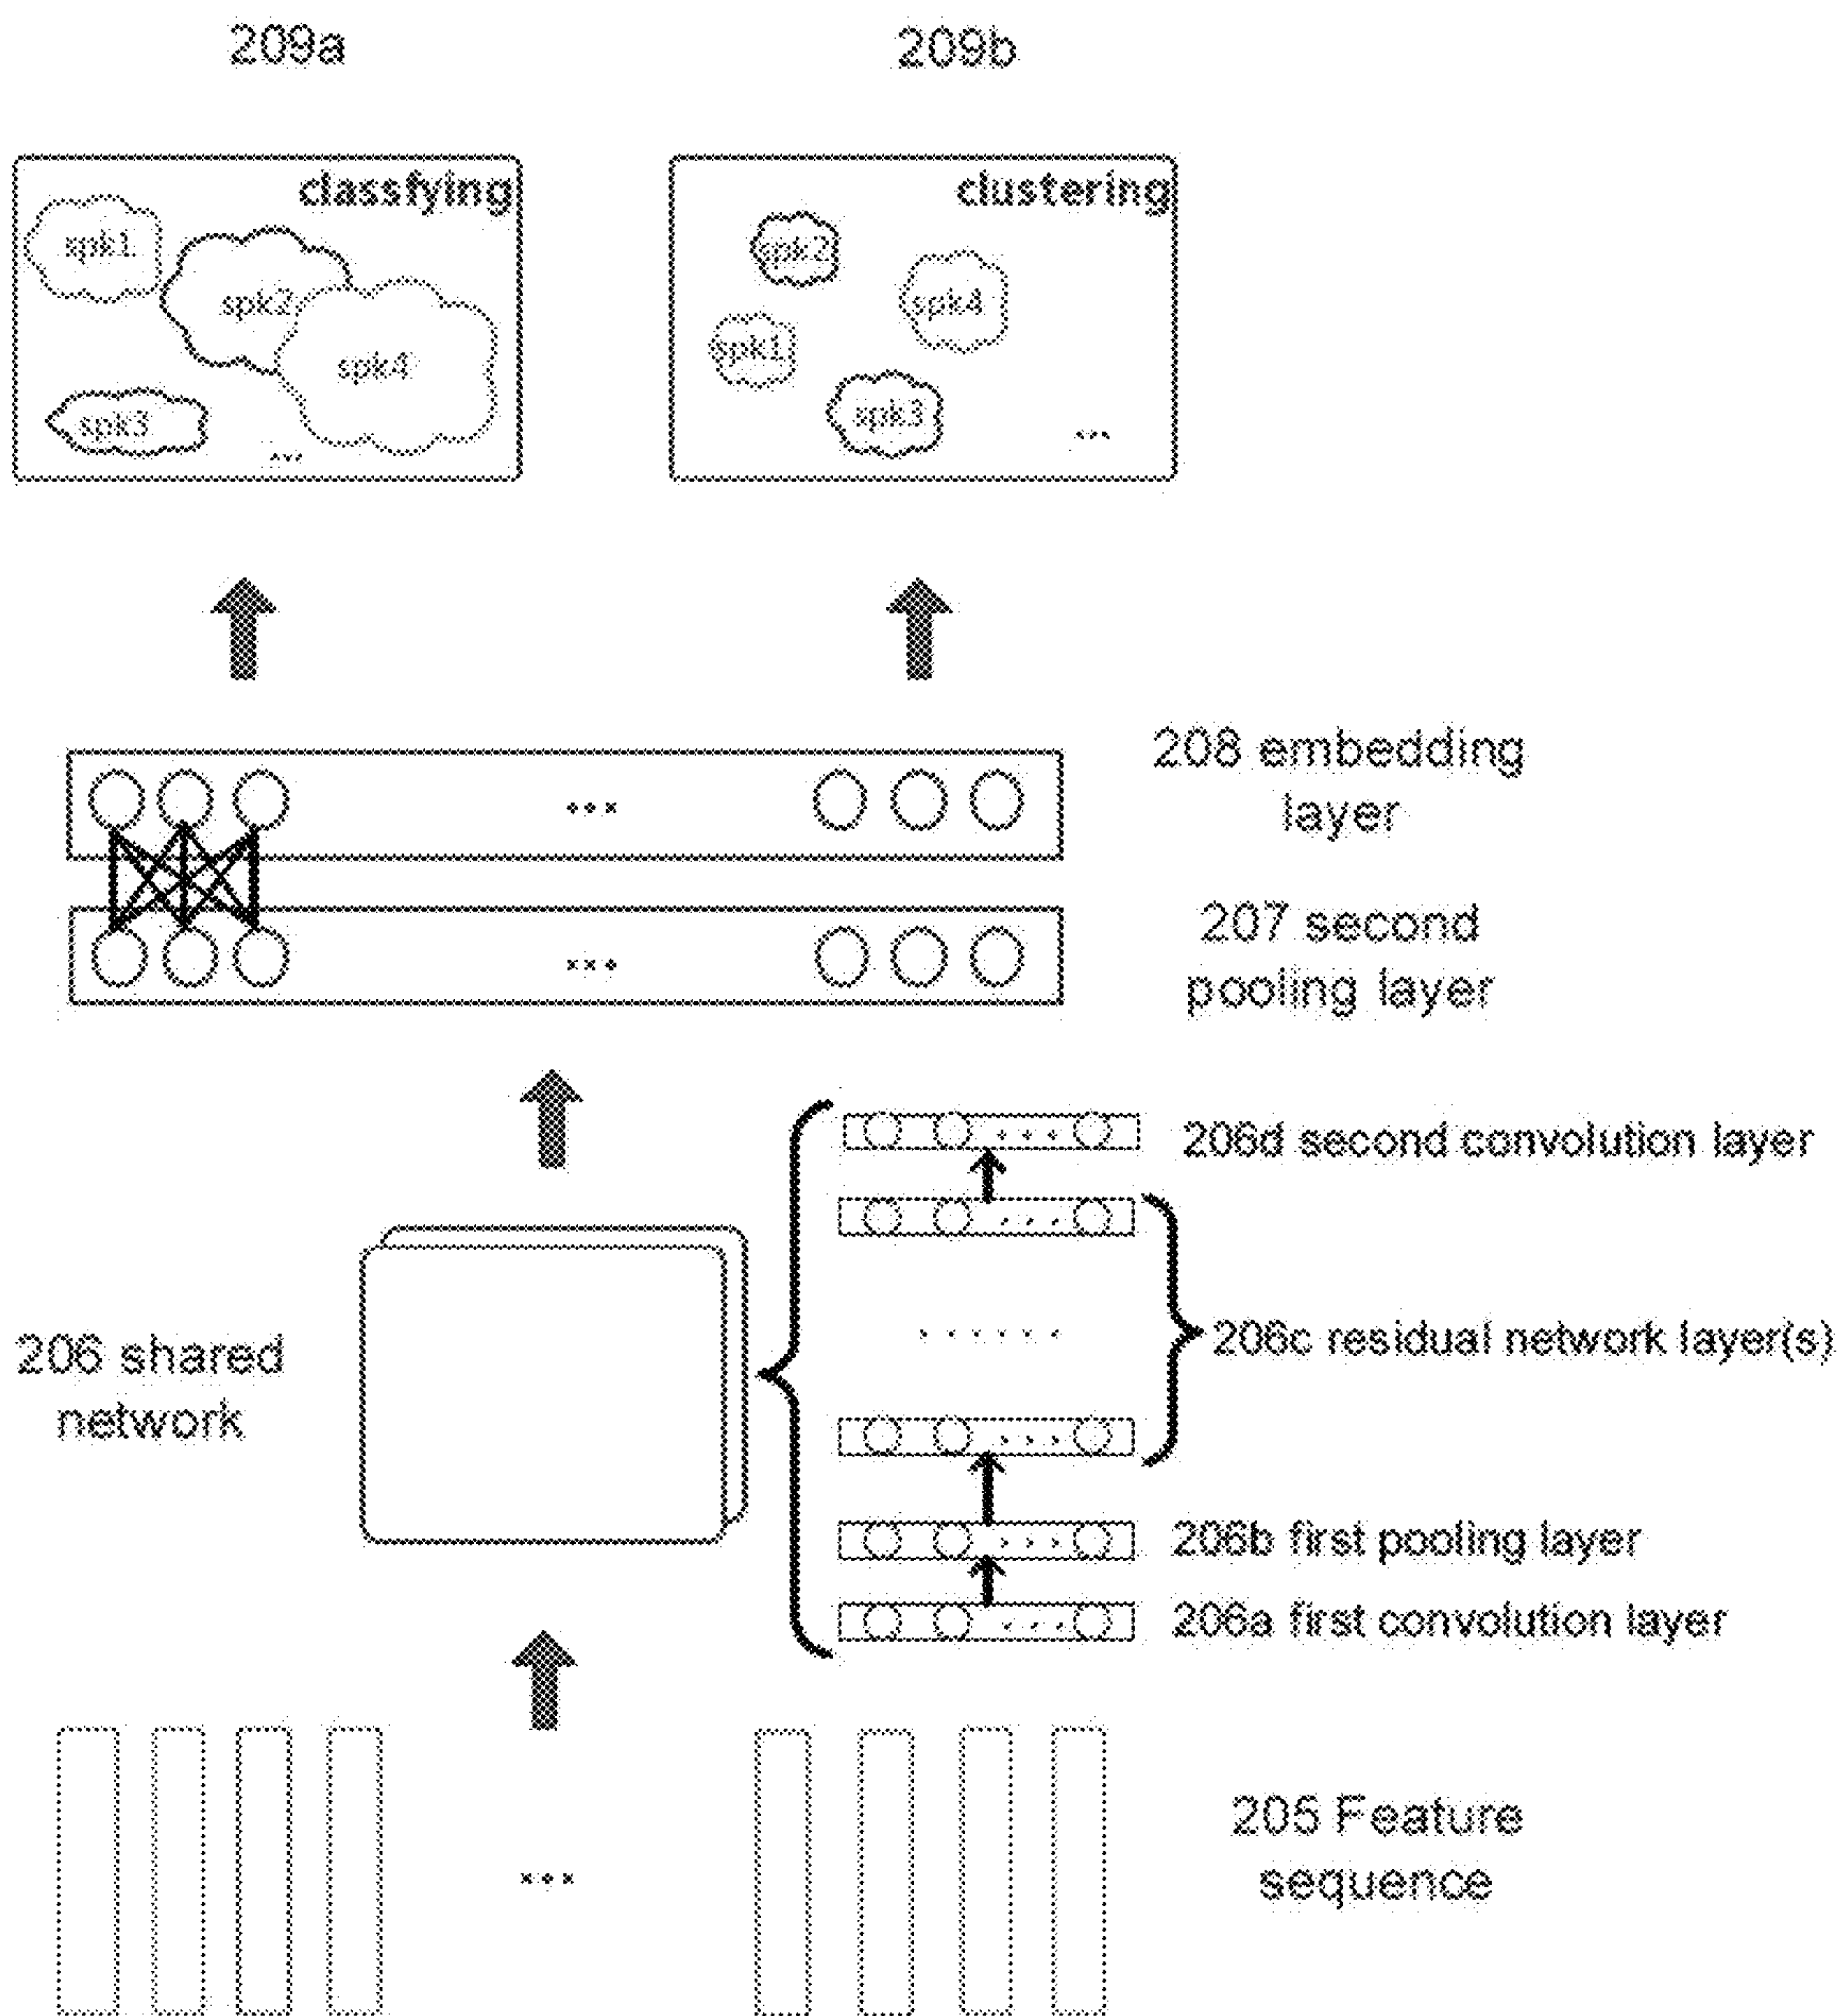 209a
209b
classfying
spk1
spk2
spk4
spk3
...
clustering
spk2
spk4
spk1
spk3
...
208 embedding
layer
...
207 second
pooling layer
...
206d second convolution layer
206c residual network layer(s)
206 shared
network
206b first pooling layer
206a first convolution layer
205 Feature
sequence
...